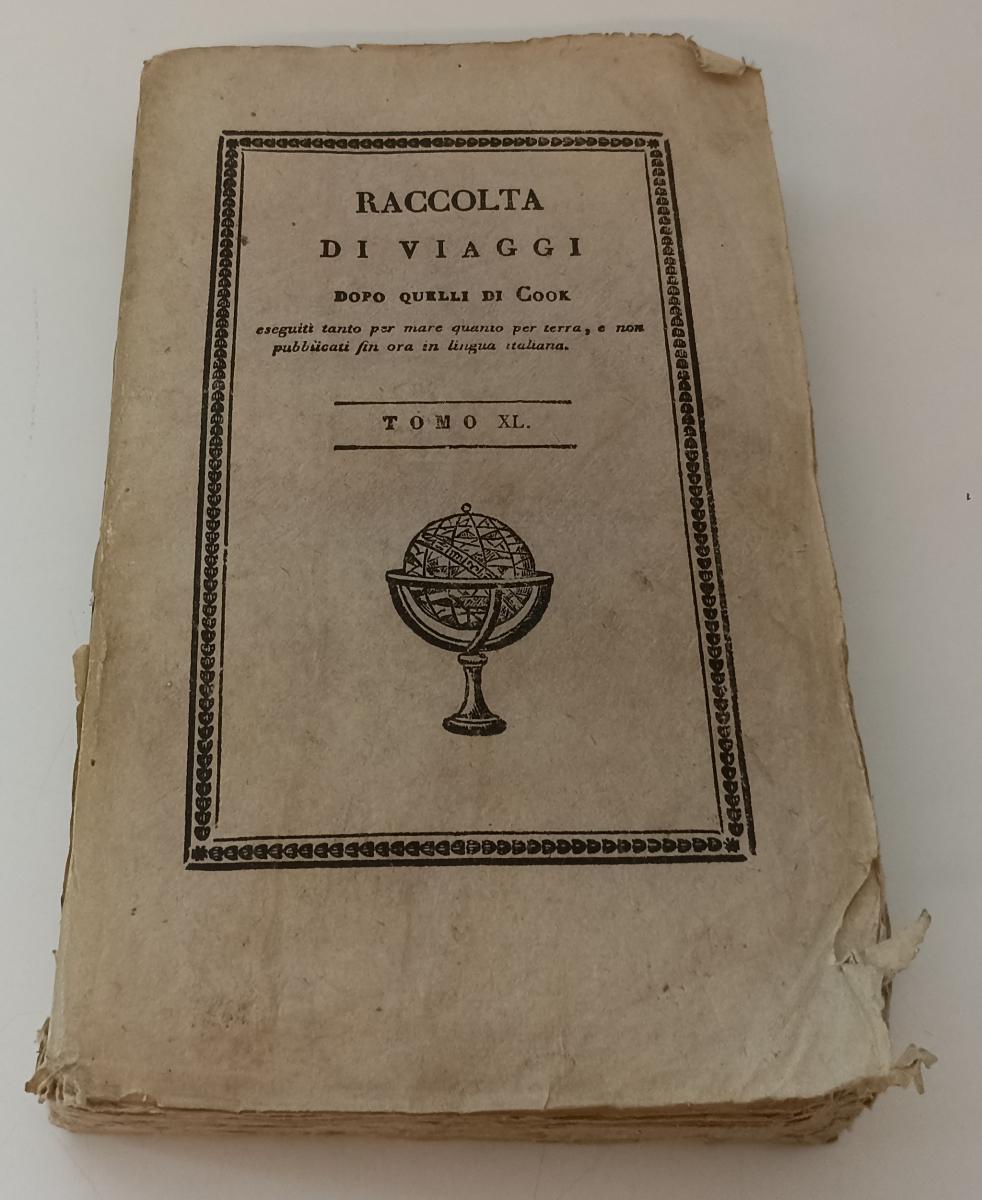 RACCOLTA
DI VIAGGI
DOPO QUELLI DI COOK
eseguiti tanto per mare quanto per terra, e non
pubblicati fin ora in lingua italiana.
TOMO XL.